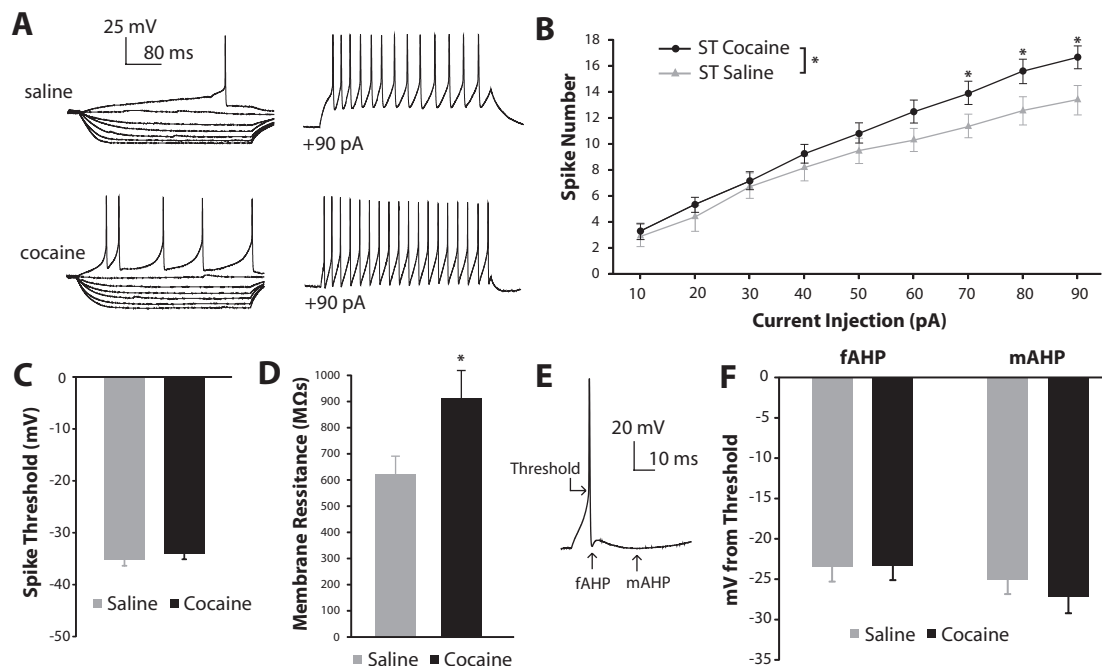 A
25 mV
80 ms
saline
+90 pA
cocaine
+90 pA
B
ST Cocaine
ST Saline
*
* * *
Spike Number
18
16
14
12
10
8
6
4
2
0
10 20 30 40 50 60 70 80 90
Current Injection (pA)
C
Spike Threshold (mV)
0
-10
-20
-30
-40
-50
Saline Cocaine
D
Membrane Ressitance (MΩs)
*
1000
900
800
700
600
500
400
300
200
100
0
Saline Cocaine
E
20 mV
10 ms
Threshold
fAHP mAHP
F
fAHP mAHP
mV from Threshold
0
-5
-10
-15
-20
-25
-30
-35
Saline Cocaine